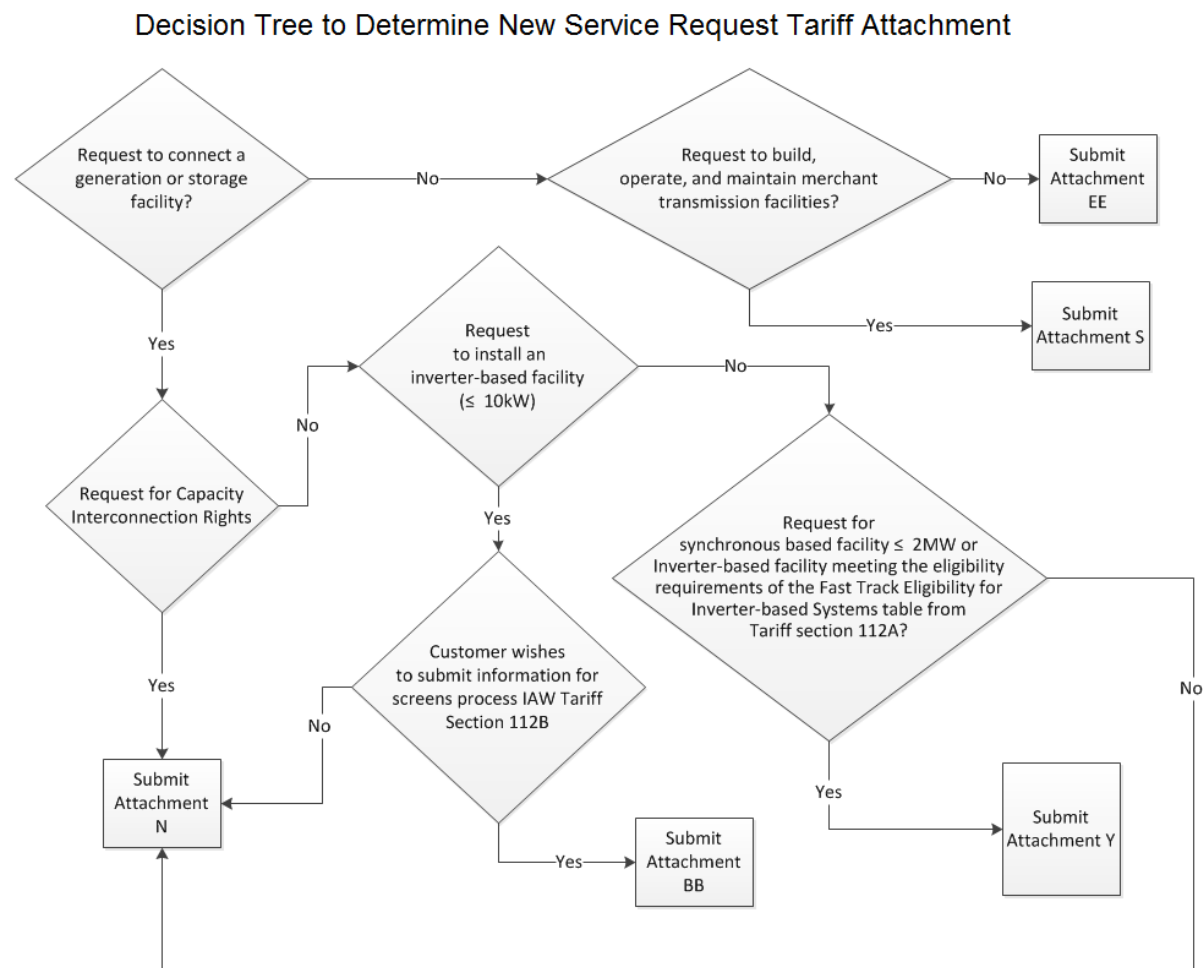 Decision Tree to Determine New Service Request Tariff Attachment
Request to connect a
generation or storage
facility?
No
Request to build,
operate, and maintain merchant
transmission facilities?
No
Submit
Attachment
EE
Yes
Submit
Attachment S
Yes
Request
to install an
inverter-based facility
(≤ 10kW)
No
No
Request for Capacity
Interconnection Rights
Yes
Request for
synchronous based facility ≤ 2MW or
Inverter-based facility meeting the eligibility
requirements of the Fast Track Eligibility for
Inverter-based Systems table from
Tariff section 112A?
Customer wishes
to submit information for
screens process IAW Tariff
Section 112B
Yes
No
No
Submit
Attachment
N
Yes
Submit
Attachment Y
Yes
Submit
Attachment
BB